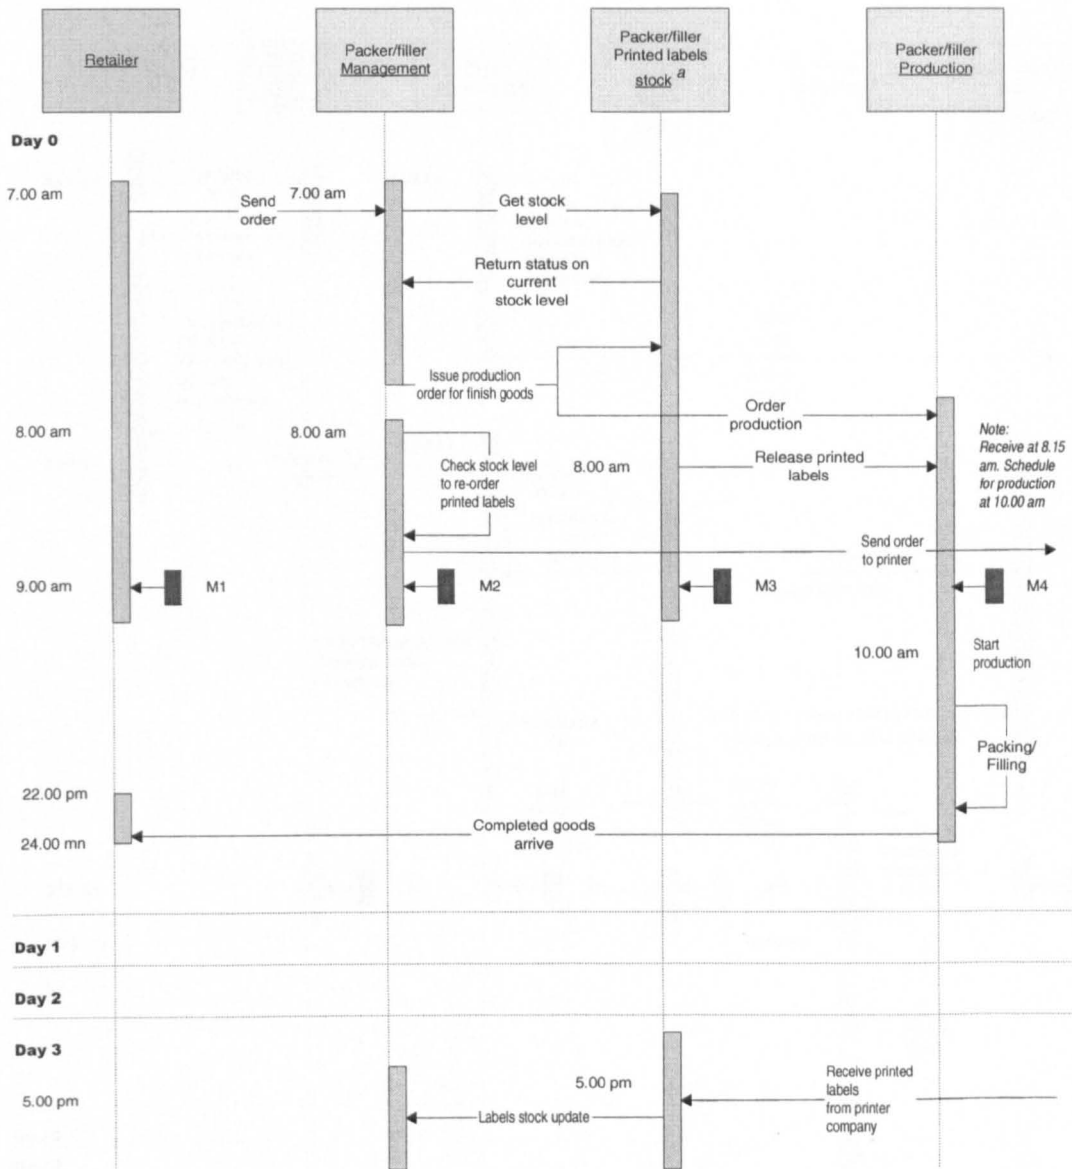 Retailer
Packer/filler
Management
Packer/filler
Printed labels
stock a
Packer/filler
Production
Day 0
7.00 am
Send
order
7.00 am
Get stock
level
Return status on
current
stock level
Issue production
order for finish goods
Order
production
8.00 am
8.00 am
Check stock level
to re-order
printed labels
8.00 am
Release printed
labels
Note:
Receive at 8.15
am. Schedule
for production
at 10.00 am
Send order
to printer
9.00 am
M1
M2
M3
M4
10.00 am
Start
production
Packing/
Filling
22.00 pm
24.00 mn
Completed goods
arrive
Day 1
Day 2
Day 3
5.00 pm
Labels stock update
5.00 pm
Receive printed
labels
from printer
company